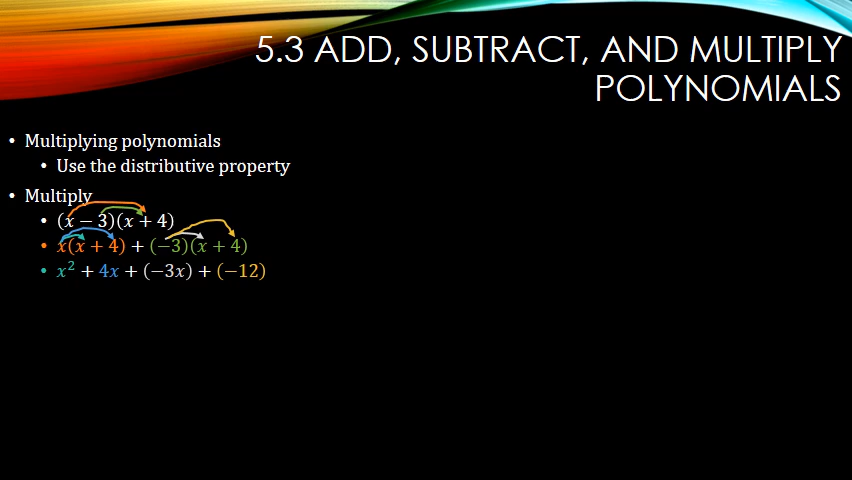 5.3 ADD, SUBTRACT, AND MULTIPLY
POLYNOMIALS
• Multiplying polynomials
• Use the distributive property
• Multiply
• (x − 3)(x + 4)
• x(x + 4) + (−3)(x + 4)
• x² + 4x + (−3x) + (−12)